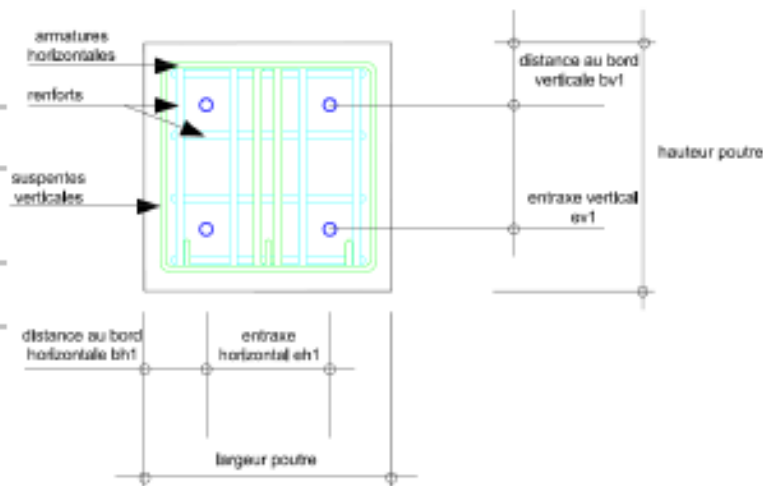 armatures
horizontales
renforts
suspentes
verticales
distance au bord
verticale bv1
hauteur poutre
entraxe vertical
ev1
distance au bord
horizontale bh1
entraxe
horizontal eh1
largeur poutre